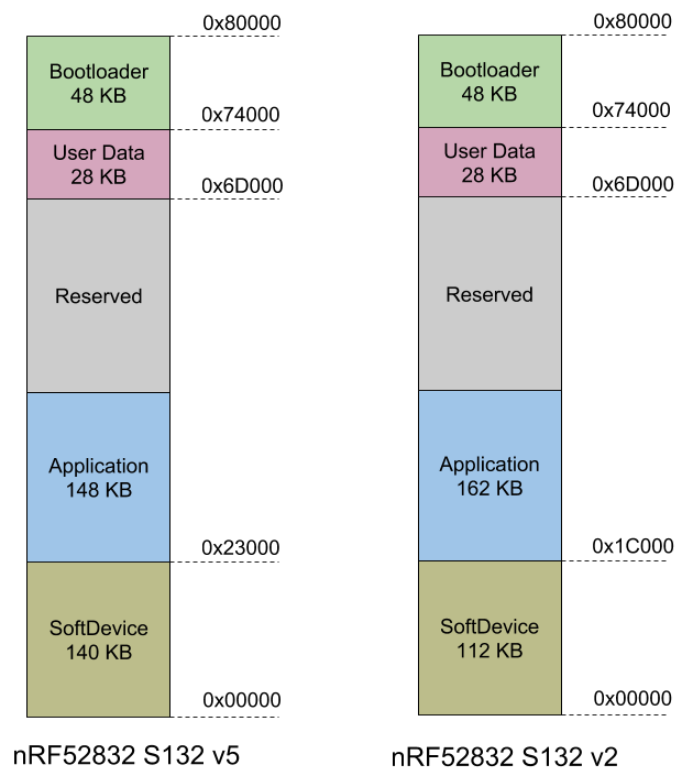 0x80000
Bootloader
48 KB
0x74000
User Data
28 KB
0x6D000
Reserved
Application
148 KB
0x23000
SoftDevice
140 KB
0x00000
nRF52832 S132 v5
0x80000
Bootloader
48 KB
0x74000
User Data
28 KB
0x6D000
Reserved
Application
162 KB
0x1C000
SoftDevice
112 KB
0x00000
nRF52832 S132 v2